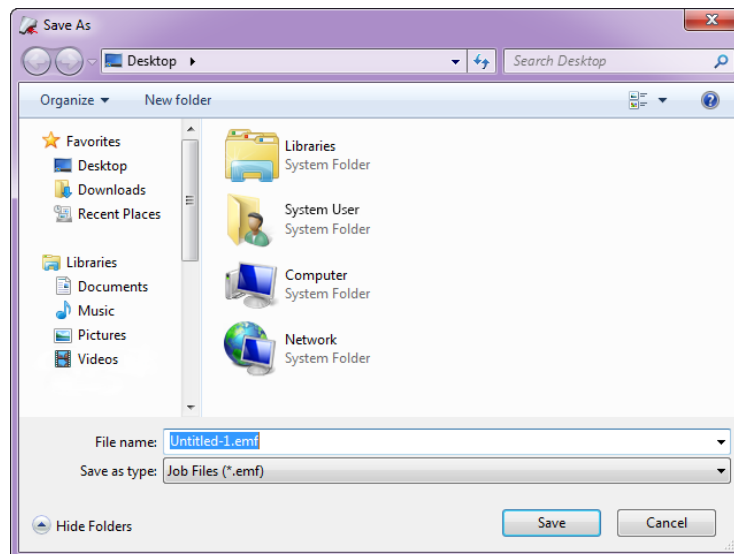 Save As
Desktop
Search Desktop
Organize
New folder
Favorites
Desktop
Downloads
Recent Places
Libraries
Documents
Music
Pictures
Videos
Libraries
System Folder
System User
System Folder
Computer
System Folder
Network
System Folder
File name: Untitled-1.emf
Save as type: Job Files (*.emf)
Hide Folders
Save
Cancel